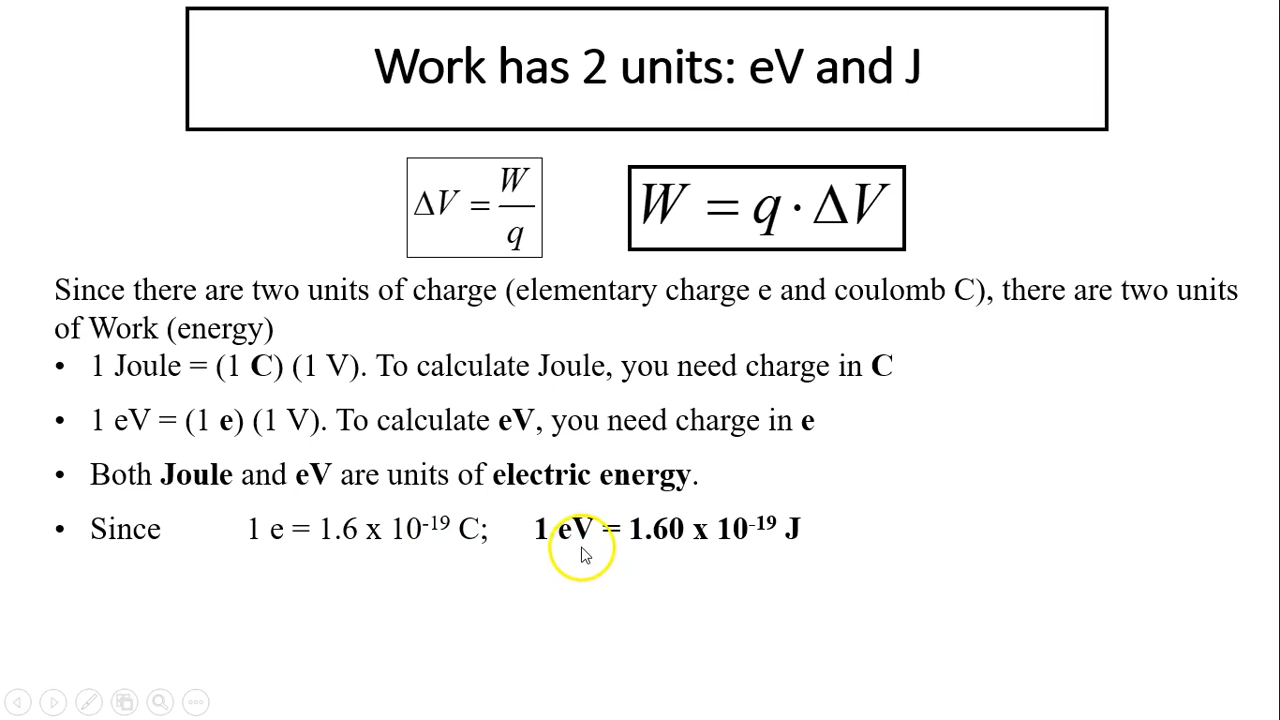 Work has 2 units: eV and J
ΔV = W/q
W = q · ΔV
Since there are two units of charge (elementary charge e and coulomb C), there are two units
of Work (energy)
• 1 Joule = (1 C) (1 V). To calculate Joule, you need charge in C
• 1 eV = (1 e) (1 V). To calculate eV, you need charge in e
• Both Joule and eV are units of electric energy.
• Since 1 e = 1.6 x 10⁻¹⁹ C; 1 eV = 1.60 x 10⁻¹⁹ J